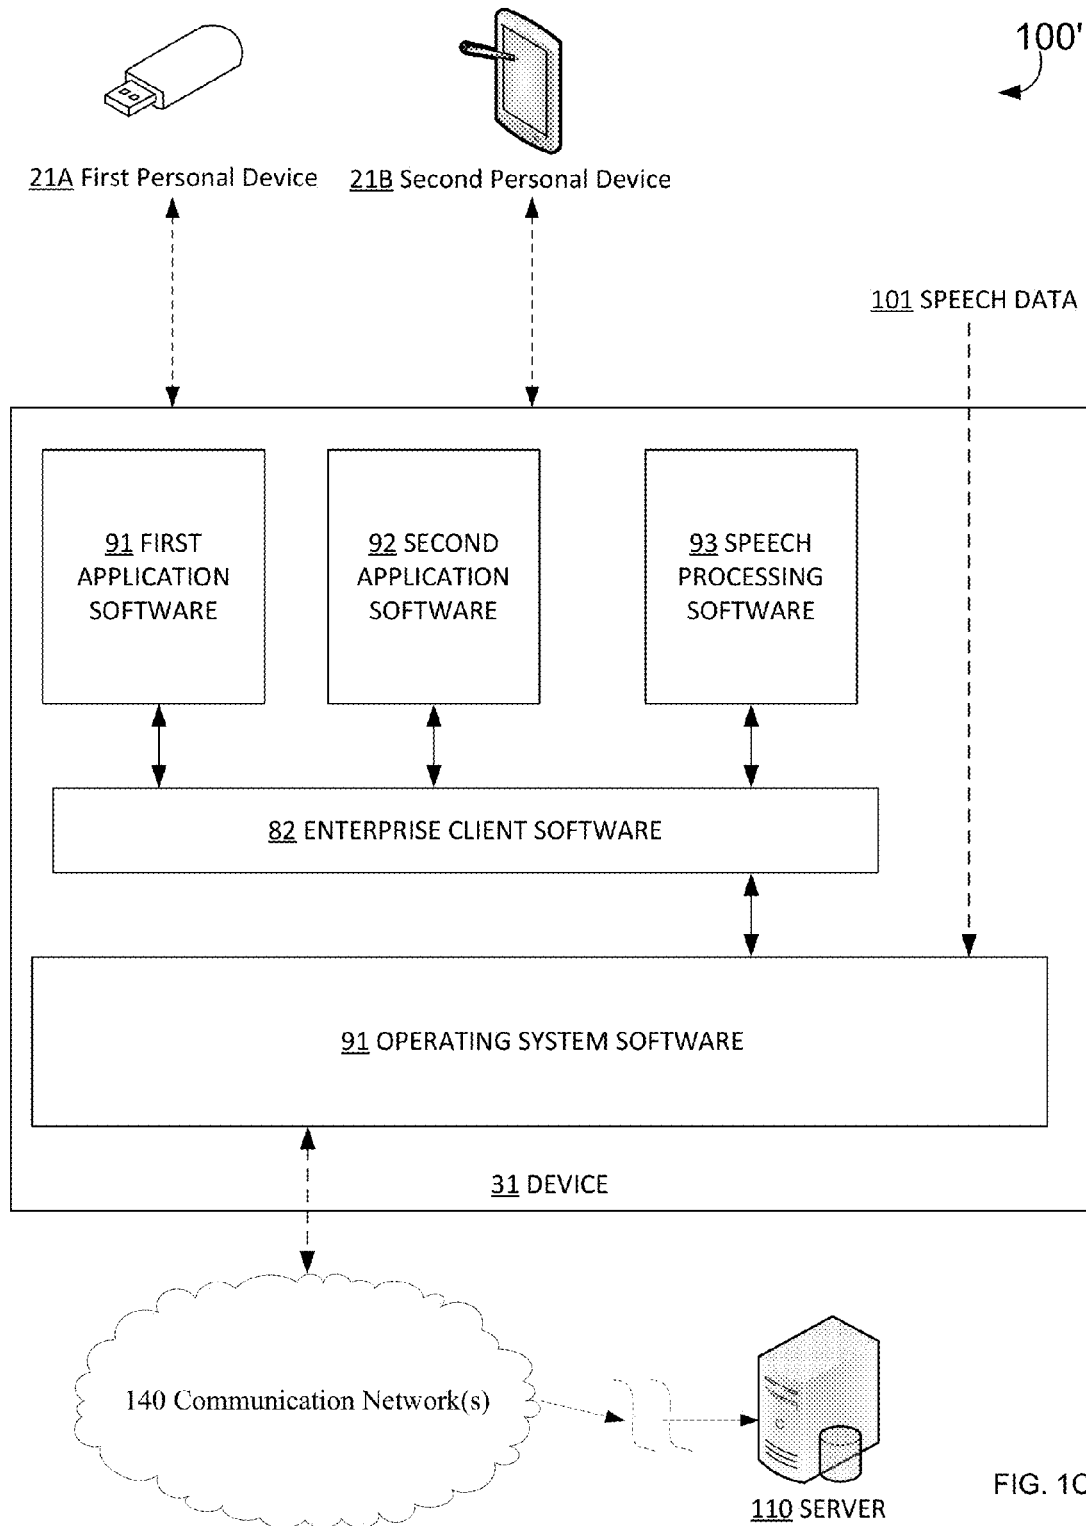 100'
21A First Personal Device
21B Second Personal Device
101 SPEECH DATA
91 FIRST
APPLICATION
SOFTWARE
92 SECOND
APPLICATION
SOFTWARE
93 SPEECH
PROCESSING
SOFTWARE
82 ENTERPRISE CLIENT SOFTWARE
91 OPERATING SYSTEM SOFTWARE
31 DEVICE
140 Communication Network(s)
110 SERVER
FIG. 1C